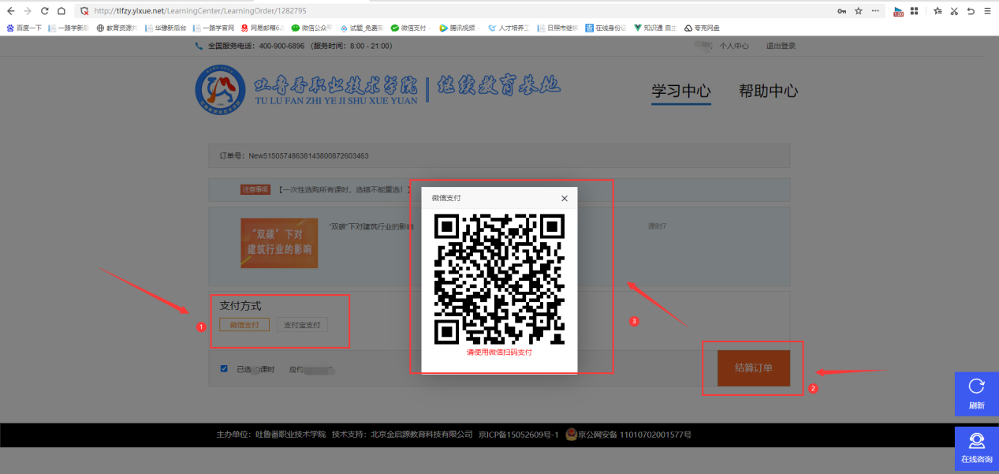 http://tlfzy.ylxue.net/LearningCenter/LearningOrder/1282795
1.00
百度一下 一路学新后 教育资源共 华豫新后台 一路学官网 网易邮箱6.0 微信公众平 试题_免费 微信支付 - 腾讯视频 - 人才培养工 日照市继续 查 在线身份证 知识通 自主 夸克网盘
全国服务电话：400-900-6896 （服务时间：8:00 - 21:00） 个人中心 退出登录
吐鲁番职业技术学院 | 继续教育基地
TU LU FAN ZHI YE JI SHU XUE YUAN
学习中心 帮助中心
订单号：New51505748638143800872603463
注意事项 【一次性选购所有课时，选错不能重选！】
“双碳”下对
建筑行业的影响
“双碳”下对建筑行业的影响
课时7
微信支付
请使用微信扫码支付
支付方式
微信支付 支付宝支付
1
3
已选 课时 应付
结算订单
2
刷新
在线咨询
主办单位：吐鲁番职业技术学院 技术支持：北京金启源教育科技有限公司 京ICP备15052609号-1 京公网安备 11010702001577号